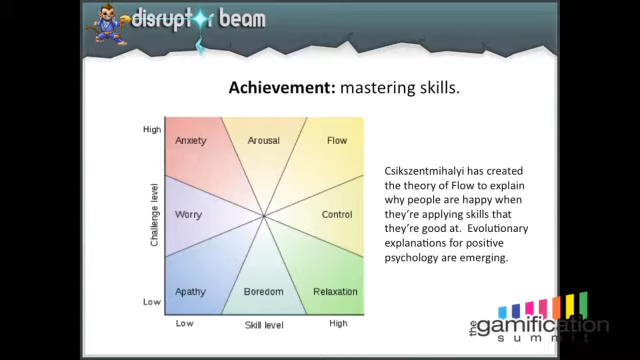 disruptor beam
Achievement: mastering skills.
High
Anxiety
Arousal
Flow
Challenge level
Worry
Control
Apathy
Boredom
Relaxation
Low
Low
Skill level
High
Csikszentmihalyi has created
the theory of Flow to explain
why people are happy when
they're applying skills that
they're good at. Evolutionary
explanations for positive
psychology are emerging.
the
gamification
summit